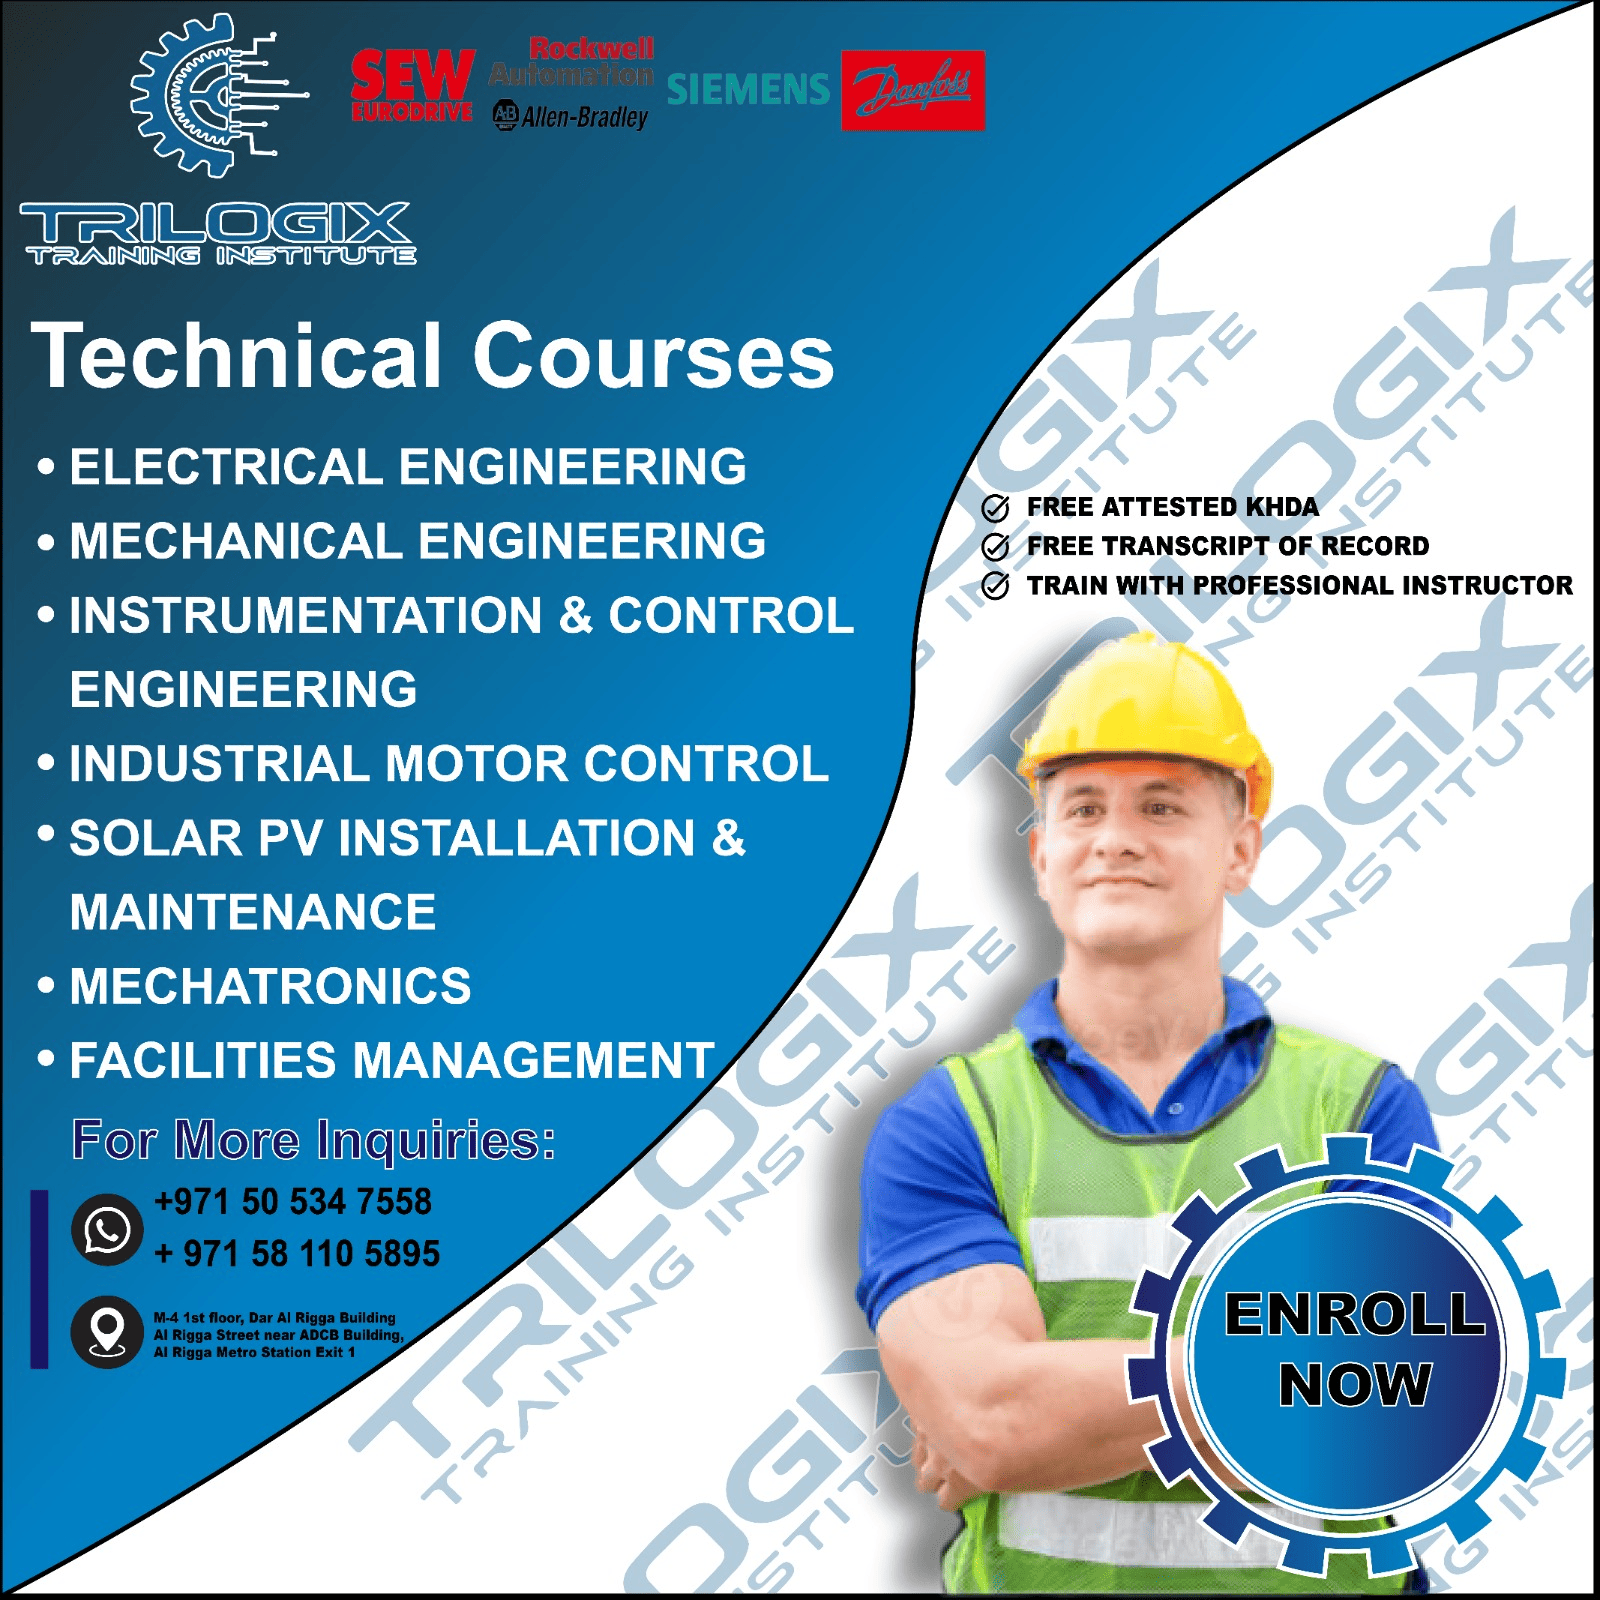 SEW
EURODRIVE
Rockwell
Automation
AB Allen-Bradley
SIEMENS
Danfoss
TRILOGIX
TRAINING INSTITUTE
Technical Courses
• ELECTRICAL ENGINEERING
• MECHANICAL ENGINEERING
• INSTRUMENTATION & CONTROL
ENGINEERING
• INDUSTRIAL MOTOR CONTROL
• SOLAR PV INSTALLATION &
MAINTENANCE
• MECHATRONICS
• FACILITIES MANAGEMENT
FREE ATTESTED KHDA
FREE TRANSCRIPT OF RECORD
TRAIN WITH PROFESSIONAL INSTRUCTOR
For More Inquiries:
+971 50 534 7558
+ 971 58 110 5895
M-4 1st floor, Dar Al Rigga Building
Al Rigga Street near ADCB Building,
Al Rigga Metro Station Exit 1
ENROLL
NOW
TRILOGIX
TRAINING INSTITUTE